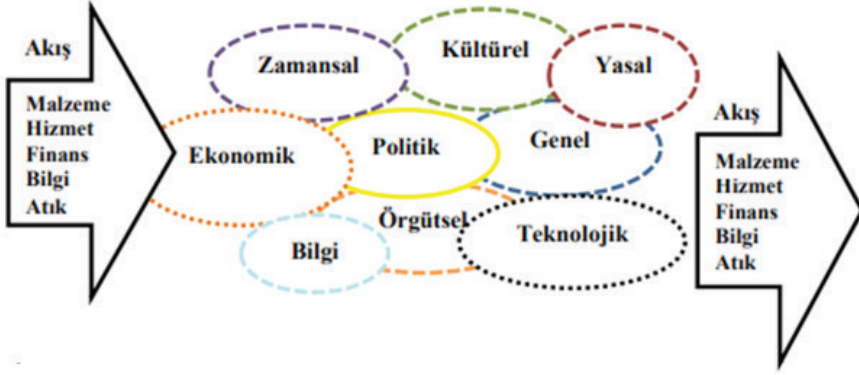 Akış
Malzeme
Hizmet
Finans
Bilgi
Atık
Zamansal
Kültürel
Yasal
Ekonomik
Politik
Genel
Örgütsel
Bilgi
Teknolojik
Akış
Malzeme
Hizmet
Finans
Bilgi
Atık